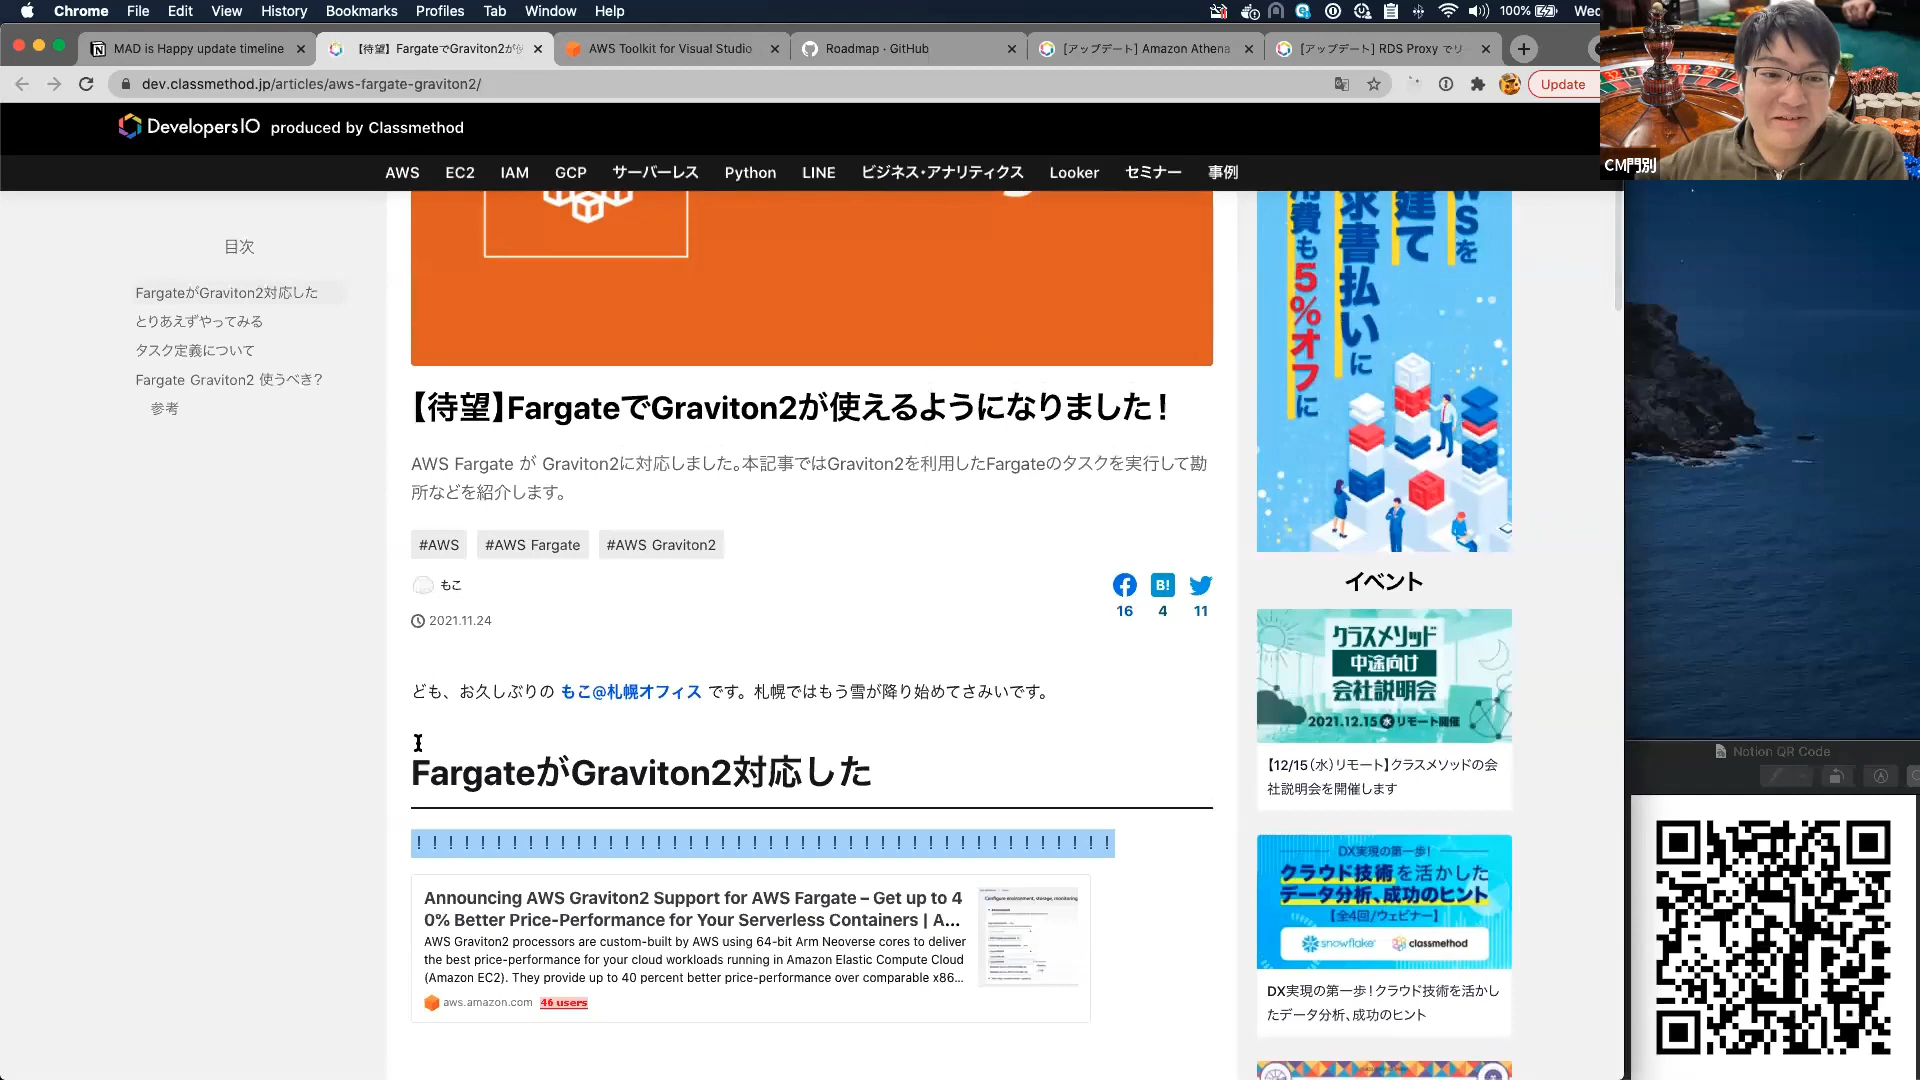 Chrome File Edit View History Bookmarks Profiles Tab Window Help
100% Wed
MAD is Happy update timeline
【待望】FargateでGraviton2が
AWS Toolkit for Visual Studio
Roadmap · GitHub
[アップデート] Amazon Athena
[アップデート] RDS Proxy でリ
dev.classmethod.jp/articles/aws-fargate-graviton2/
Update
CM門別
DevelopersIO produced by Classmethod
AWS EC2 IAM GCP サーバーレス Python LINE ビジネス・アナリティクス Looker セミナー 事例
目次
FargateがGraviton2対応した
とりあえずやってみる
タスク定義について
Fargate Graviton2 使うべき?
参考
【待望】FargateでGraviton2が使えるようになりました!
AWS Fargate が Graviton2に対応しました。本記事ではGraviton2を利用したFargateのタスクを実行して勘
所などを紹介します。
#AWS #AWS Fargate #AWS Graviton2
もこ
B!
16 4 11
2021.11.24
ども、お久しぶりの もこ@札幌オフィス です。札幌ではもう雪が降り始めてさみいです。
FargateがGraviton2対応した
！！！！！！！！！！！！！！！！！！！！！！！！！！！！！！！！！！！！！！！！！！！！
Announcing AWS Graviton2 Support for AWS Fargate – Get up to 4
0% Better Price-Performance for Your Serverless Containers | A...
AWS Graviton2 processors are custom-built by AWS using 64-bit Arm Neoverse cores to deliver
the best price-performance for your cloud workloads running in Amazon Elastic Compute Cloud
(Amazon EC2). They provide up to 40 percent better price-performance over comparable x86...
aws.amazon.com 46 users
WSを
建て
求書払いに
用費も5%オフに
イベント
クラスメソッド
中途向け
会社説明会
2021.12.15 水 リモート開催
【12/15(水)リモート】クラスメソッドの会
社説明会を開催します
DX実現の第一歩!
クラウド技術を活かした
データ分析、成功のヒント
【全4回/ウェビナー】
snowflake classmethod
DX実現の第一歩!クラウド技術を活かし
たデータ分析、成功のヒント
Notion QR Code